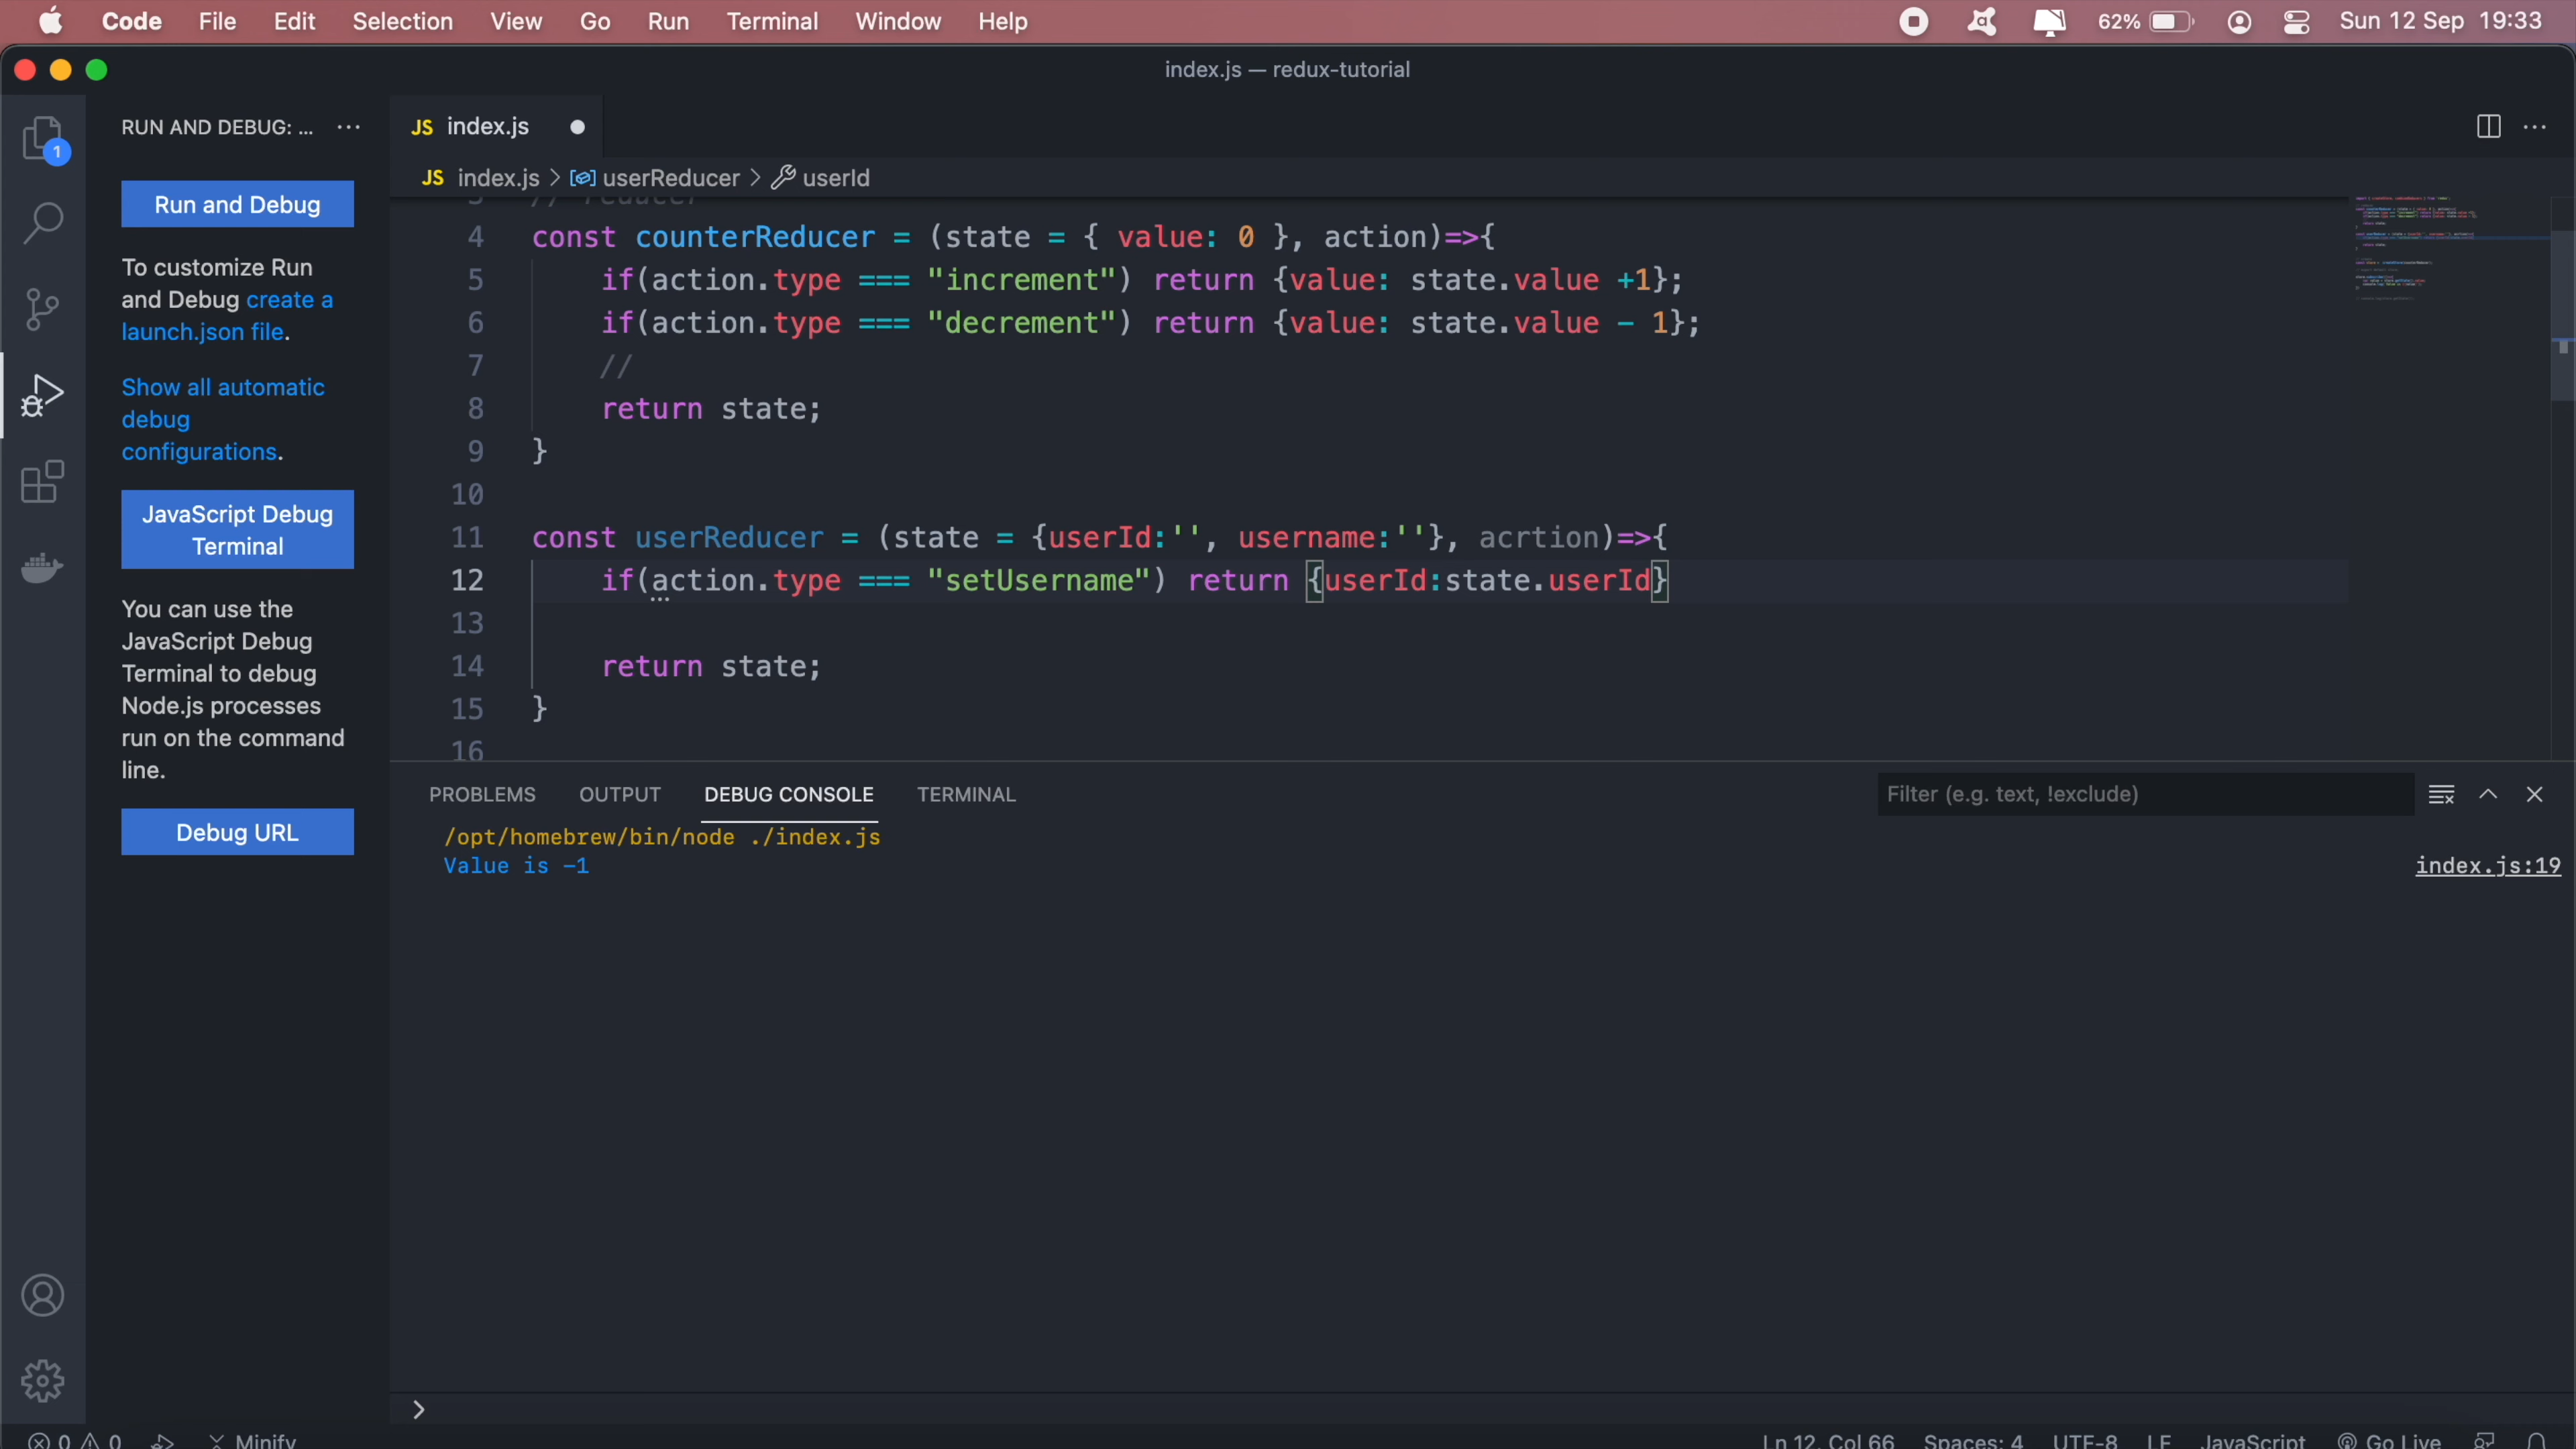 Code File Edit Selection View Go Run Terminal Window Help 62% Sun 12 Sep 19:33
index.js — redux-tutorial
RUN AND DEBUG: ... ···
JS index.js
1
JS index.js > userReducer > userId
Run and Debug
To customize Run
and Debug create a
launch.json file.
Show all automatic
debug
configurations.
JavaScript Debug
Terminal
You can use the
JavaScript Debug
Terminal to debug
Node.js processes
run on the command
line.
Debug URL
3 // reducer
4 const counterReducer = (state = { value: 0 }, action)=>{
5 if(action.type === "increment") return {value: state.value +1};
6 if(action.type === "decrement") return {value: state.value - 1};
7 //
8 return state;
9 }
10
11 const userReducer = (state = {userId:'', username:''}, acrtion)=>{
12 if(action.type === "setUsername") return {userId:state.userId}
13
14 return state;
15 }
16
PROBLEMS OUTPUT DEBUG CONSOLE TERMINAL Filter (e.g. text, !exclude)
/opt/homebrew/bin/node ./index.js
Value is -1 index.js:19
>
0 0 Minify Ln 12, Col 66 Spaces: 4 UTF-8 LF JavaScript Go Live